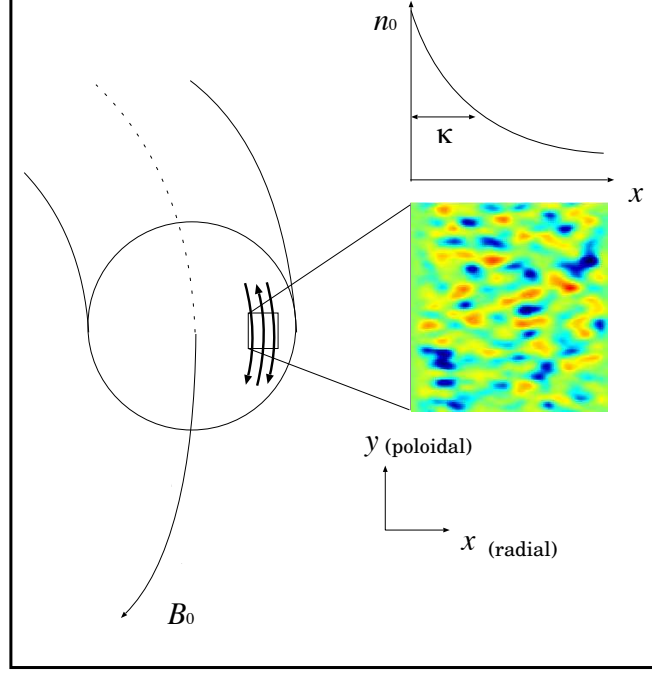 n₀
κ
x
y (poloidal)
x (radial)
B₀